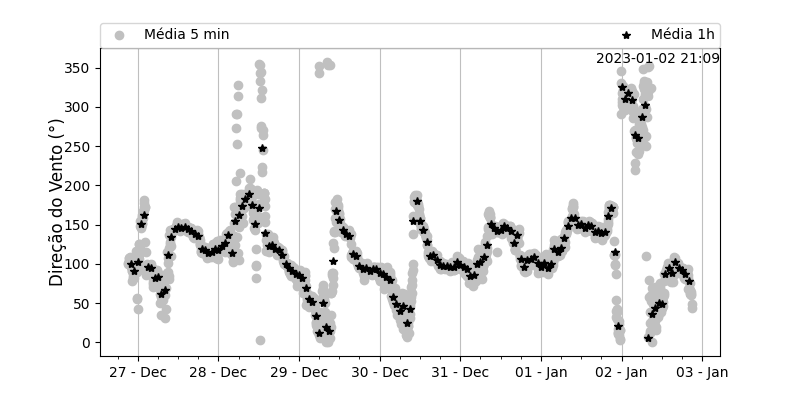 Média 5 min
Média 1h
2023-01-02 21:09
Direção do Vento (°)
350
300
250
200
150
100
50
0
27 - Dec
28 - Dec
29 - Dec
30 - Dec
31 - Dec
01 - Jan
02 - Jan
03 - Jan